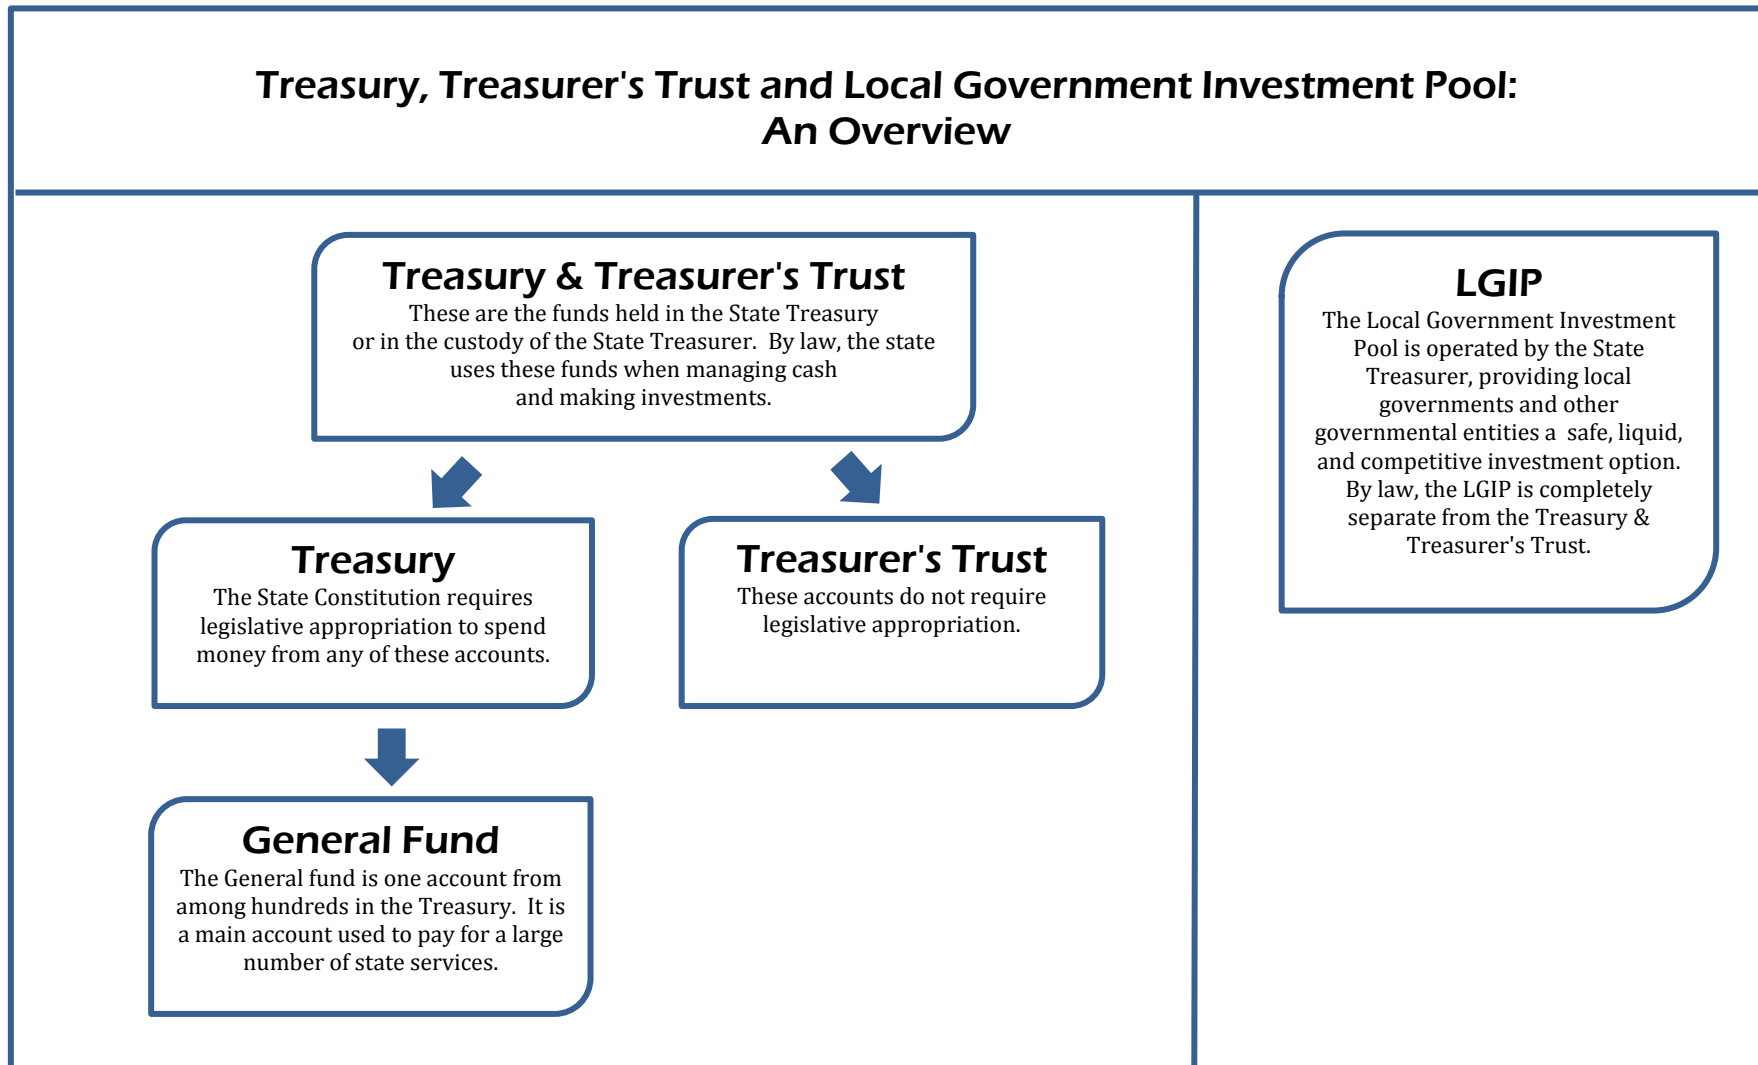 Treasury, Treasurer's Trust and Local Government Investment Pool:
An Overview
Treasury & Treasurer's Trust
These are the funds held in the State Treasury
or in the custody of the State Treasurer.  By law, the state
uses these funds when managing cash
and making investments.
Treasury
The State Constitution requires
legislative appropriation to spend
money from any of these accounts.
Treasurer's Trust
These accounts do not require
legislative appropriation.
General Fund
The General fund is one account from
among hundreds in the Treasury.  It is
a main account used to pay for a large
number of state services.
LGIP
The Local Government Investment
Pool is operated by the State
Treasurer, providing local
governments and other
governmental entities a  safe, liquid,
and competitive investment option.
By law, the LGIP is completely
separate from the Treasury &
Treasurer's Trust.